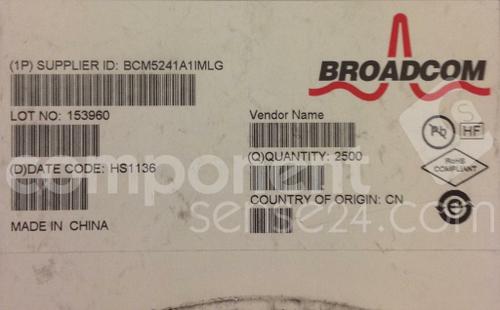 (1P) SUPPLIER ID: BCM5241A1IMLG
BROADCOM
LOT NO: 153960
Vendor Name
Pb
HF
(D)DATE CODE: HS1136
(Q)QUANTITY: 2500
RoHS
COMPLIANT
component
sense24.com
COUNTRY OF ORIGIN: CN
e
MADE IN CHINA